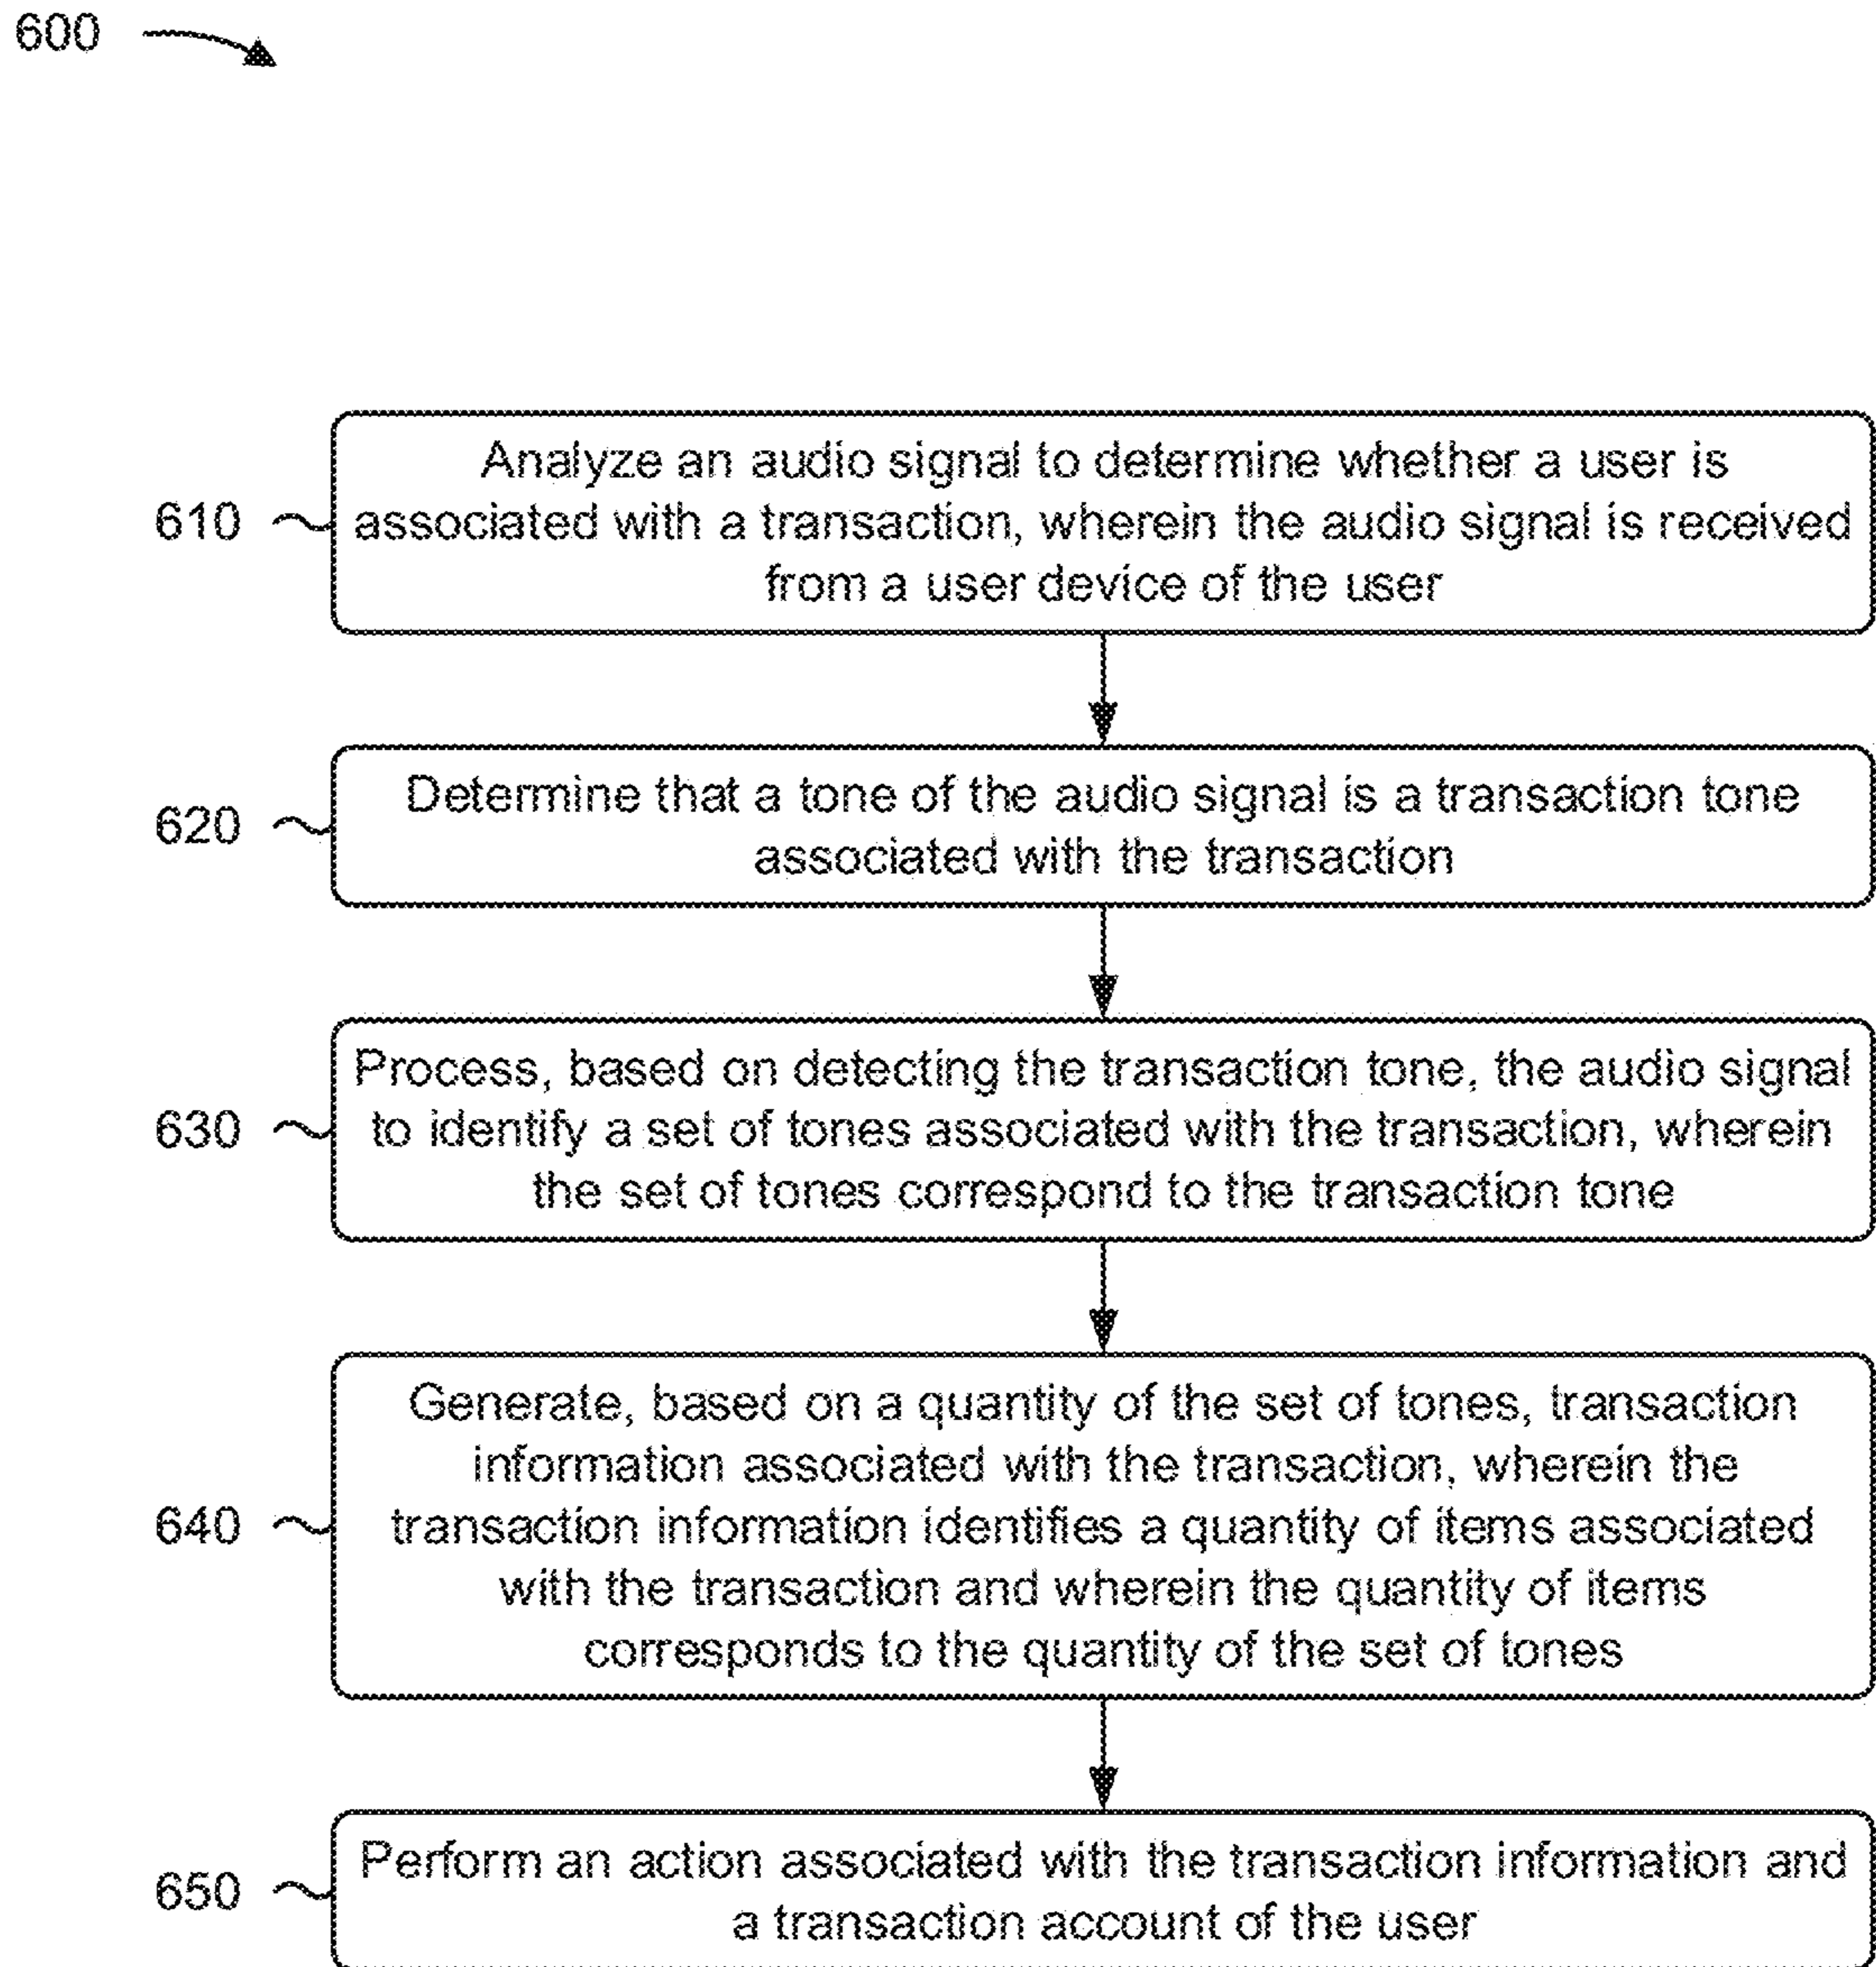 600
Analyze an audio signal to determine whether a user is
610
associated with a transaction, wherein the audio signal is received
from a user device of the user
Determine that a tone of the audio signal is a transaction tone
620
associated with the transaction
Process, based on detecting the transaction tone, the audio signal
630
to identify a set of tones associated with the transaction, wherein
the set of tones correspond to the transaction tone
Generate, based on a quantity of the set of tones, transaction
information associated with the transaction, wherein the
640
transaction information identifies a quantity of items associated
with the transaction and wherein the quantity of items
corresponds to the quantity of the set of tones
Perform an action associated with the transaction information and
650
a transaction account of the user